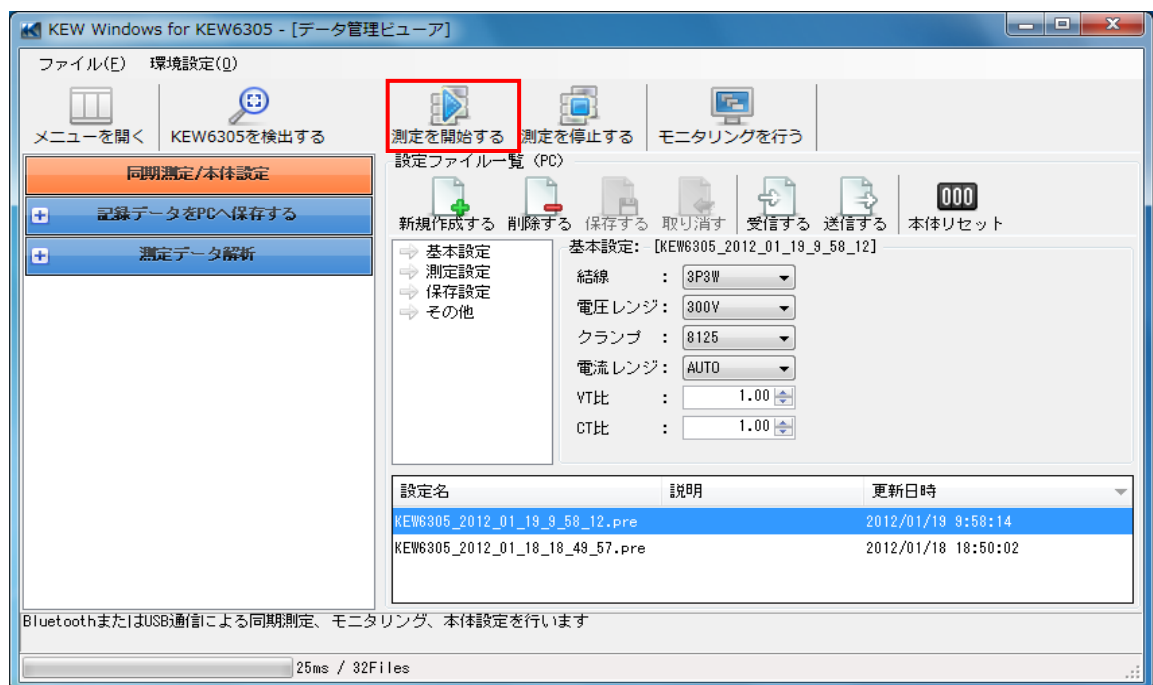 KEW Windows for KEW6305 - [データ管理ビューア]
ファイル(F) 環境設定(O)
メニューを開く KEW6305を検出する 測定を開始する 測定を停止する モニタリングを行う
同期測定/本体設定
記録データをPCへ保存する
測定データ解析
設定ファイル一覧 (PC)
000
新規作成する 削除する 保存する 取り消す 受信する 送信する 本体リセット
基本設定
測定設定
保存設定
その他
基本設定: [KEW6305_2012_01_19_9_58_12]
結線 : 3P3W
電圧レンジ: 300V
クランプ : 8125
電流レンジ: AUTO
VT比 : 1.00
CT比 : 1.00
設定名 説明 更新日時
KEW6305_2012_01_19_9_58_12.pre 2012/01/19 9:58:14
KEW6305_2012_01_18_18_49_57.pre 2012/01/18 18:50:02
BluetoothまたはUSB通信による同期測定、モニタリング、本体設定を行います
25ms / 32Files